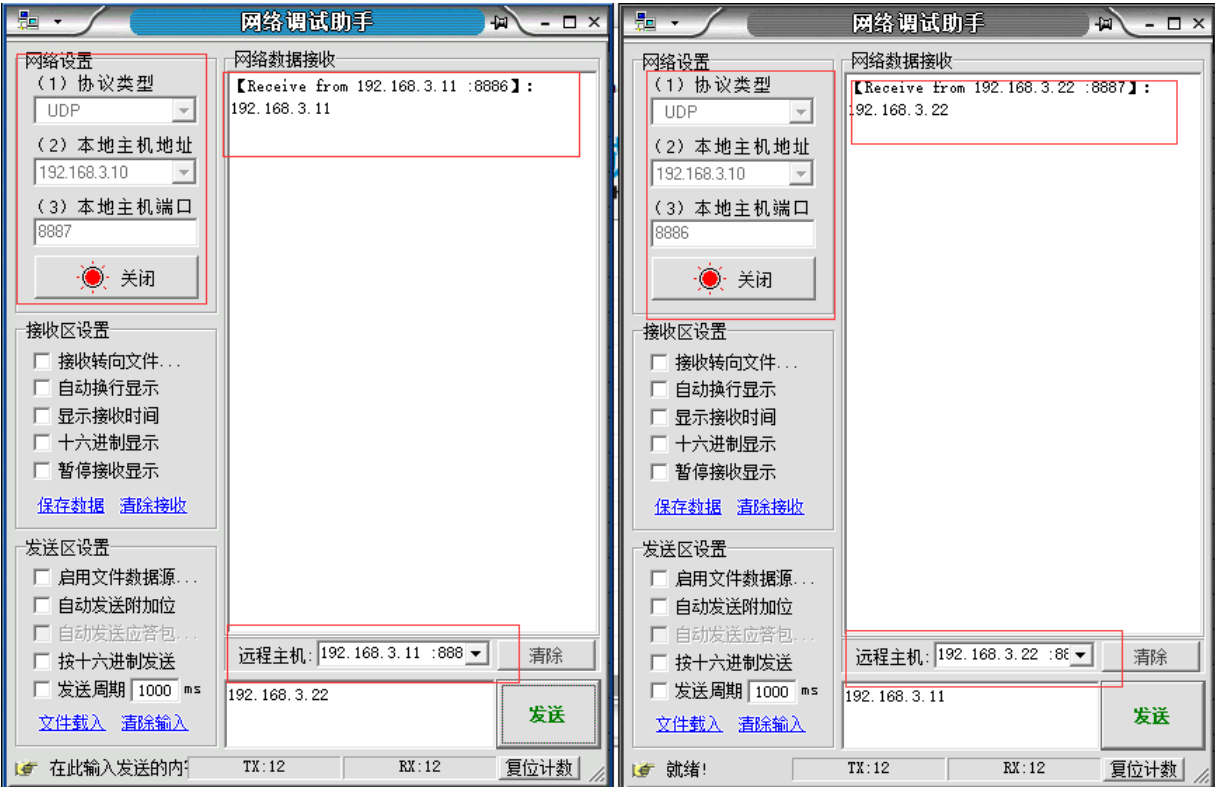 网络调试助手
网络设置
(1) 协议类型
UDP
(2) 本地主机地址
192.168.3.10
(3) 本地主机端口
8887
关闭
接收区设置
接收转向文件...
自动换行显示
显示接收时间
十六进制显示
暂停接收显示
保存数据 清除接收
发送区设置
启用文件数据源...
自动发送附加位
自动发送应答包...
按十六进制发送
发送周期 1000 ms
文件载入 清除输入
网络数据接收
【Receive from 192.168.3.11 :8886】:
192.168.3.11
远程主机: 192.168.3.11 :888 清除
192.168.3.22
发送
在此输入发送的内 TX:12 RX:12 复位计数
网络调试助手
网络设置
(1) 协议类型
UDP
(2) 本地主机地址
192.168.3.10
(3) 本地主机端口
8886
关闭
接收区设置
接收转向文件...
自动换行显示
显示接收时间
十六进制显示
暂停接收显示
保存数据 清除接收
发送区设置
启用文件数据源...
自动发送附加位
自动发送应答包...
按十六进制发送
发送周期 1000 ms
文件载入 清除输入
网络数据接收
【Receive from 192.168.3.22 :8887】:
192.168.3.22
远程主机: 192.168.3.22 :88 清除
192.168.3.11
发送
就绪! TX:12 RX:12 复位计数